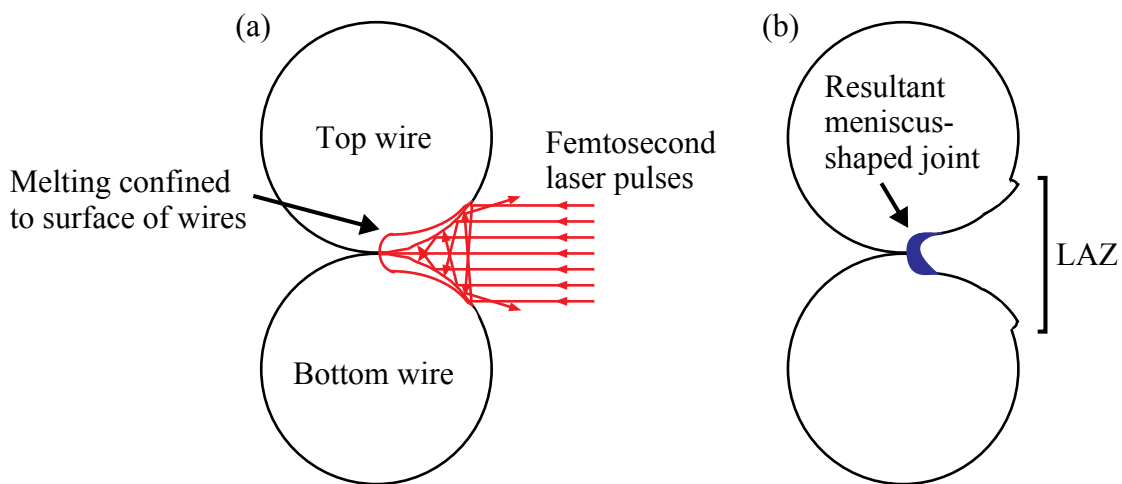 (a)
Top wire
Femtosecond
laser pulses
Melting confined
to surface of wires
Bottom wire
(b)
Resultant
meniscus-
shaped joint
LAZ